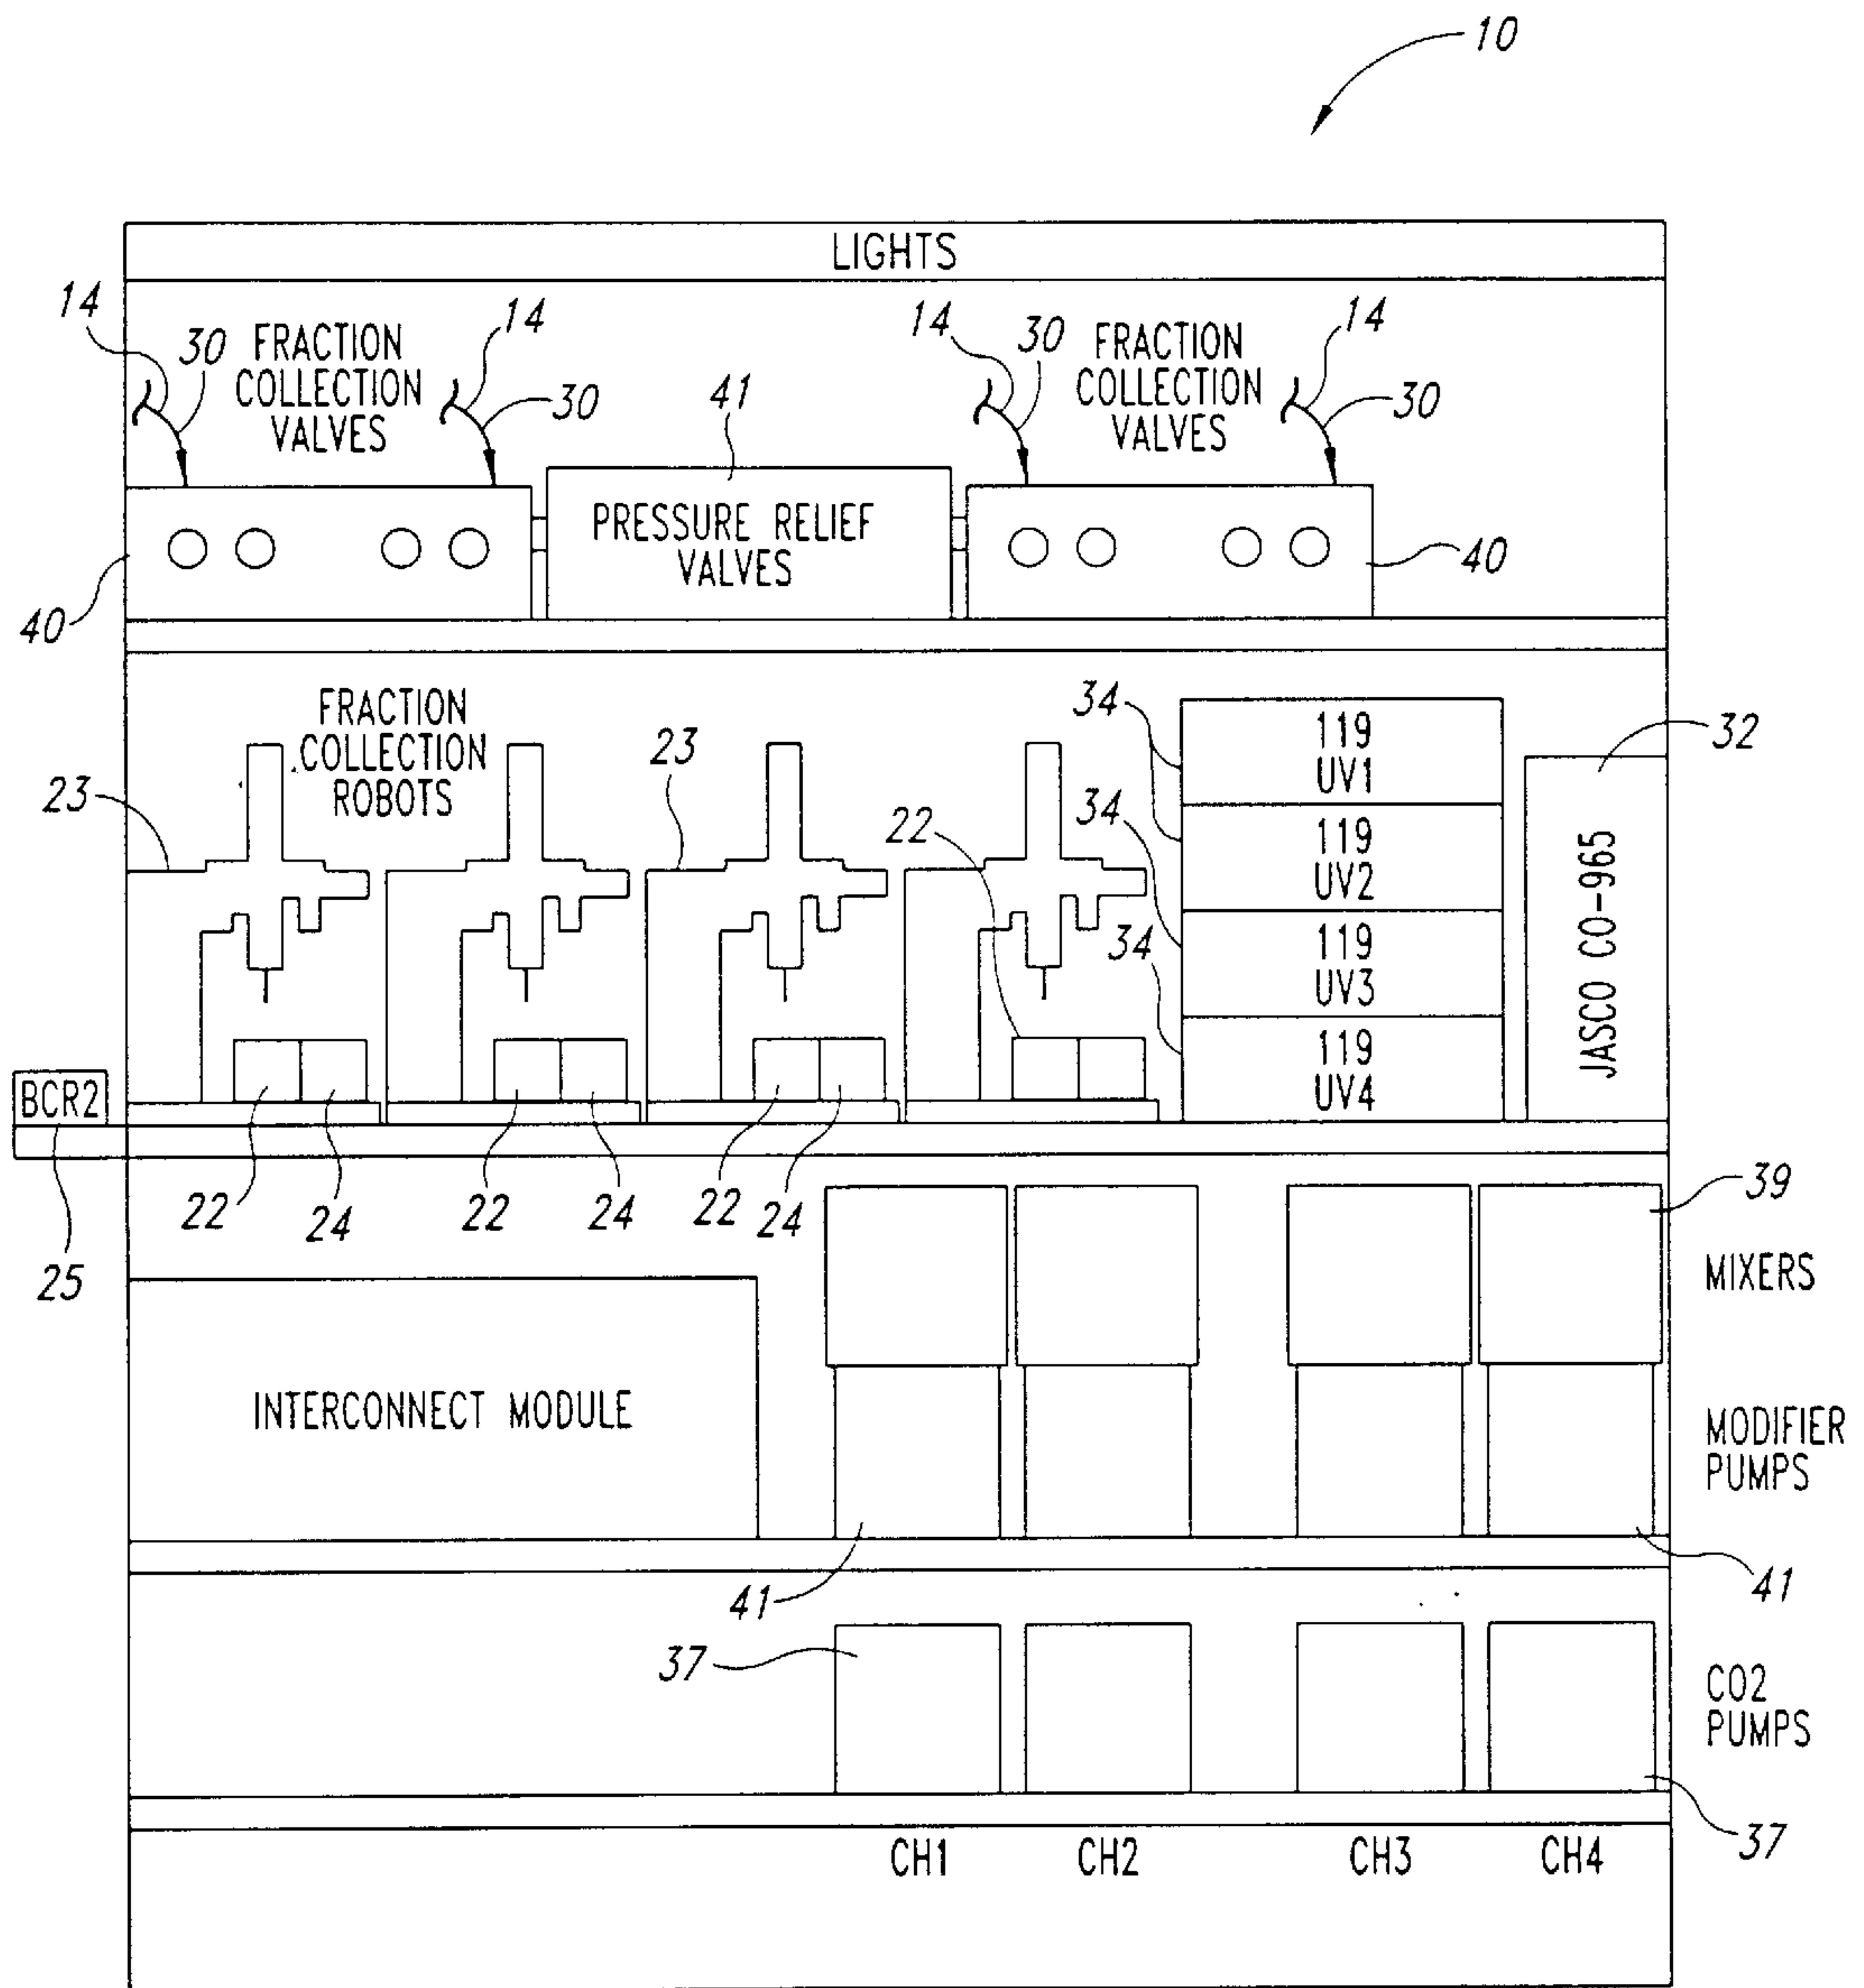 10
LIGHTS
14
30
FRACTION
COLLECTION
VALVES
14
30
41
14
30
FRACTION
COLLECTION
VALVES
14
30
PRESSURE RELIEF
VALVES
40
40
FRACTION
COLLECTION
ROBOTS
23
23
22
34
34
34
34
119
UV1
119
UV2
119
UV3
119
UV4
32
JASCO CO-965
BCR2
25
22
24
22
24
22
24
39
MIXERS
INTERCONNECT MODULE
MODIFIER
PUMPS
41
41
37
CO2
PUMPS
37
CH1
CH2
CH3
CH4